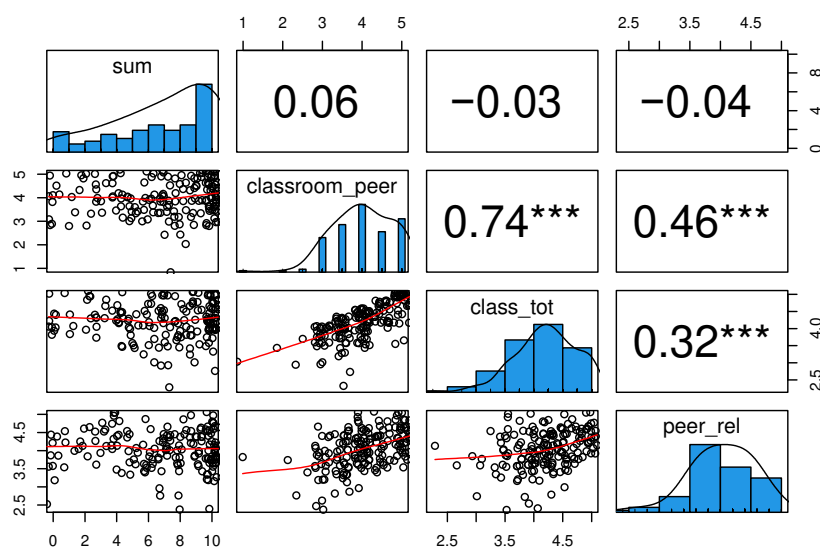 1 2 3 4 5 2.5 3.5 4.5
sum
0.06
−0.03
−0.04
0 4 8
1 2 3 4 5
classroom_peer
0.74***
0.46***
class_tot
0.32***
2.5 4.0
2.5 3.5 4.5
peer_rel
0 2 4 6 8 10 2.5 3.5 4.5